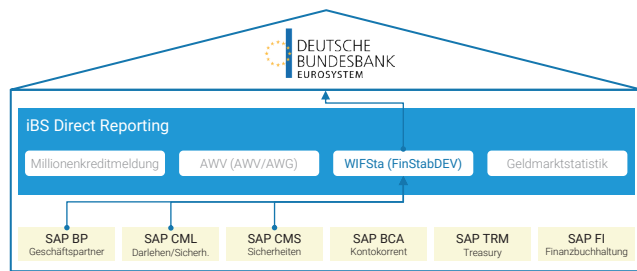 DEUTSCHE
BUNDESBANK
EUROSYSTEM
iBS Direct Reporting
Millionenkreditmeldung
AWV (AWV/AWG)
WIFSta (FinStabDEV)
Geldmarktstatistik
SAP BP
Geschäftspartner
SAP CML
Darlehen/Sicherh.
SAP CMS
Sicherheiten
SAP BCA
Kontokorrent
SAP TRM
Treasury
SAP FI
Finanzbuchhaltung